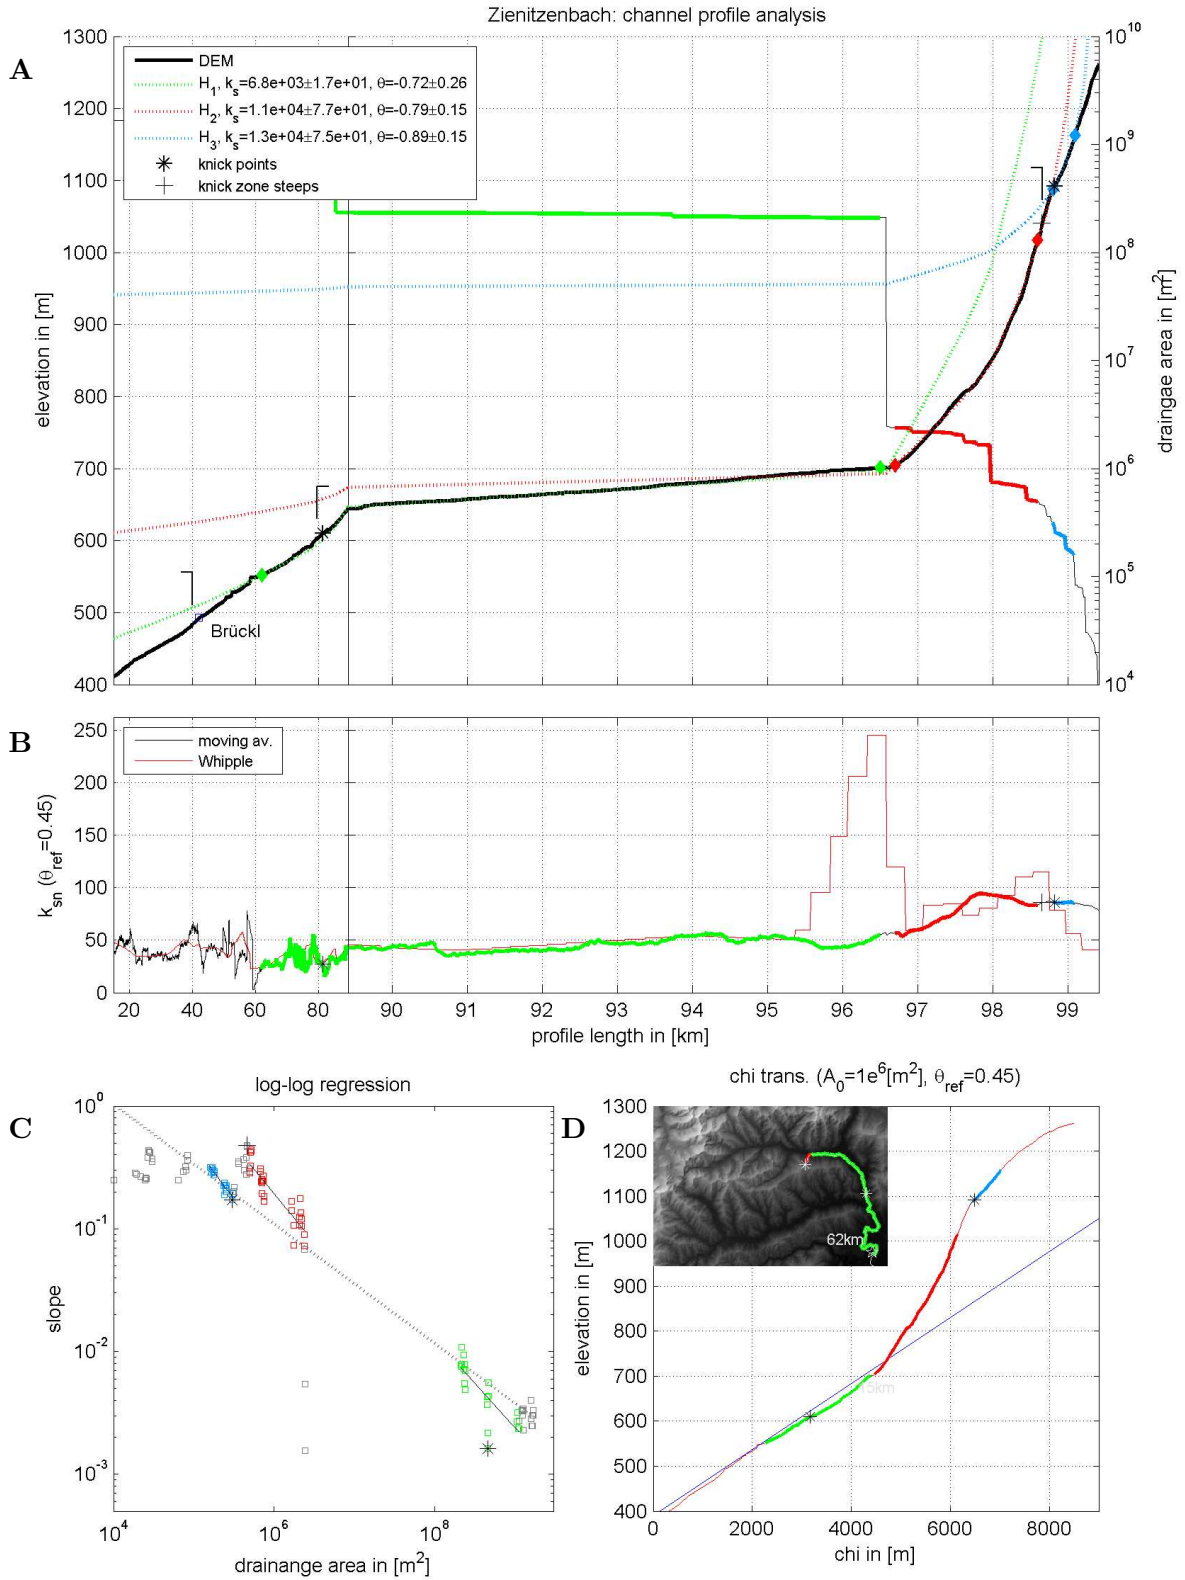 Zienitzenbach: channel profile analysis
A
1300
1200
1100
1000
900
800
700
600
500
400
elevation in [m]
DEM
H1, ks=6.8e+03±1.7e+01, θ=-0.72±0.26
H2, ks=1.1e+04±7.7e+01, θ=-0.79±0.15
H3, ks=1.3e+04±7.5e+01, θ=-0.89±0.15
knick points
knick zone steeps
Brückl
10^10
10^9
10^8
10^7
10^6
10^5
10^4
draingae area in [m^2]
B
250
200
150
100
50
0
ksn (θref=0.45)
moving av.
Whipple
20 40 60 80 90 91 92 93 94 95 96 97 98 99
profile length in [km]
C
log-log regression
10^0
10^-1
10^-2
10^-3
slope
10^4 10^6 10^8
drainange area in [m^2]
D
chi trans. (A0=1e^6[m^2], θref=0.45)
1300
1200
1100
1000
900
800
700
600
500
400
elevation in [m]
62km
15km
0 2000 4000 6000 8000
chi in [m]